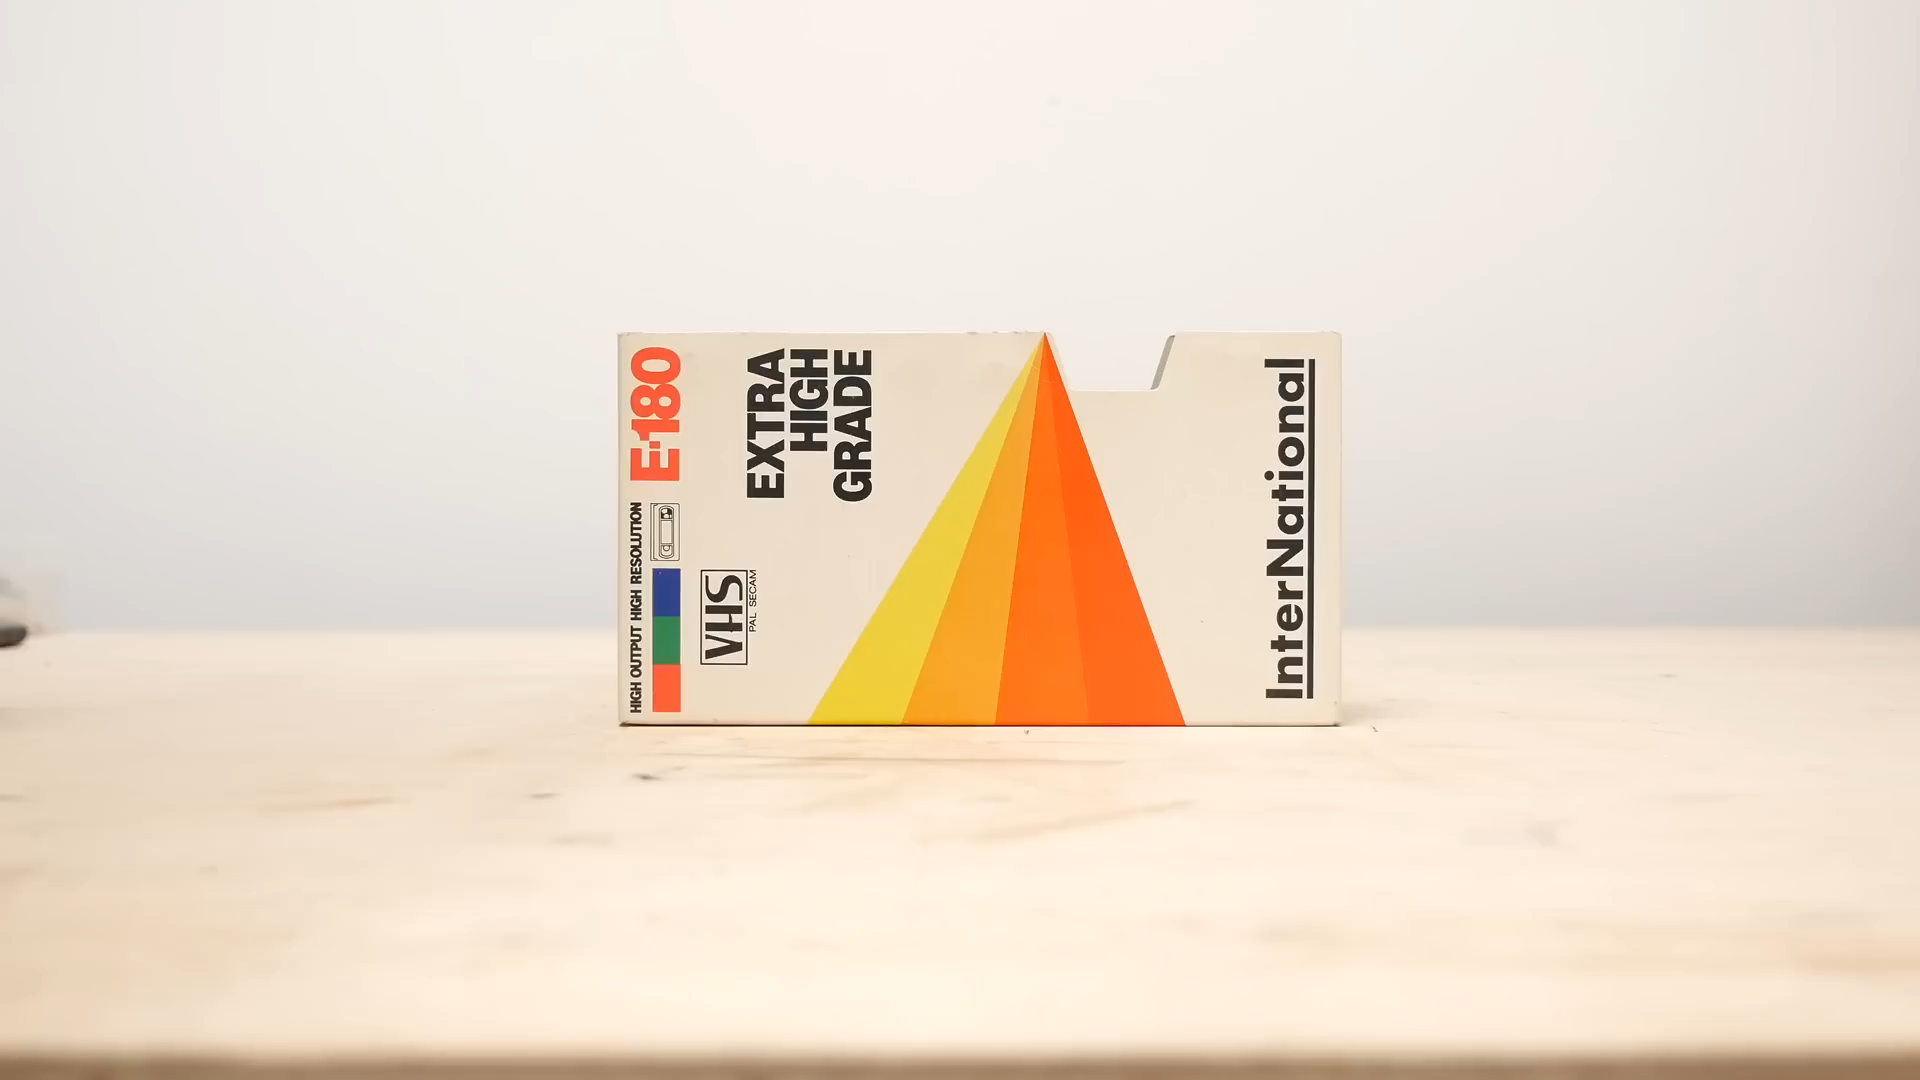 HIGH OUTPUT HIGH RESOLUTION
E-180
VHS
PAL SECAM
EXTRA
HIGH
GRADE
InterNational